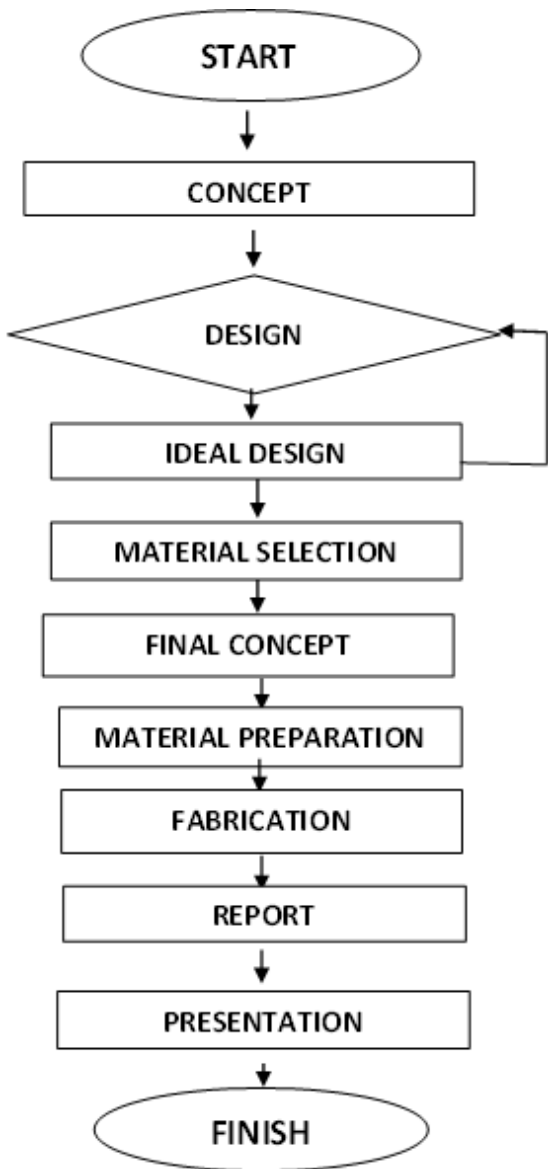 START
CONCEPT
DESIGN
IDEAL DESIGN
MATERIAL SELECTION
FINAL CONCEPT
MATERIAL PREPARATION
FABRICATION
REPORT
PRESENTATION
FINISH